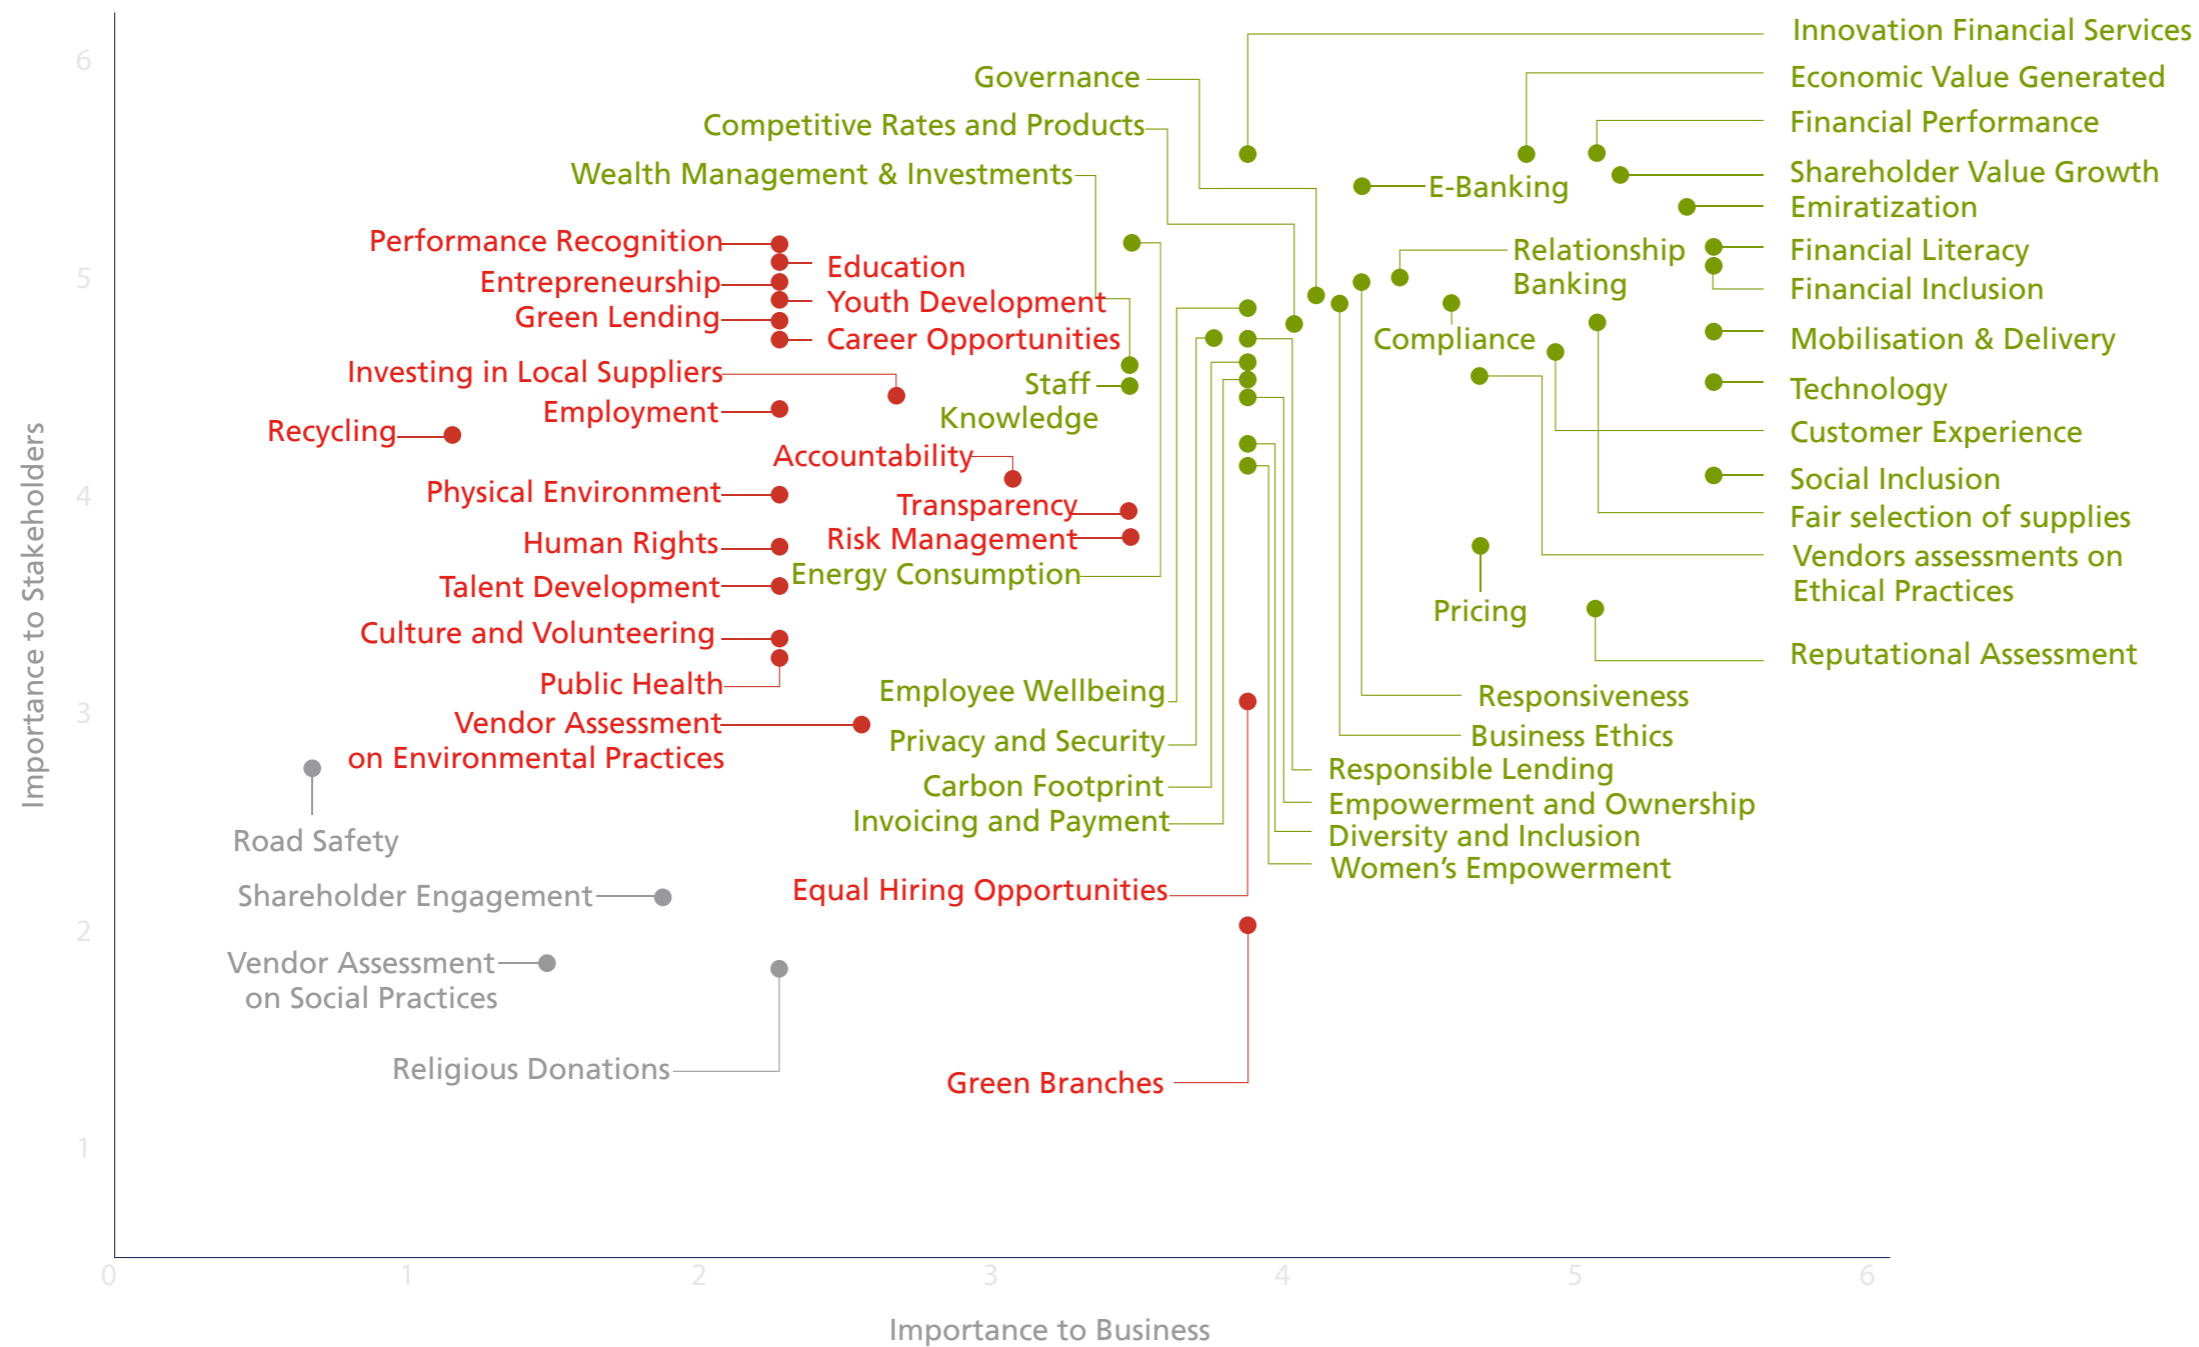 Innovation Financial Services
6
Governance
Economic Value Generated
Competitive Rates and Products
Financial Performance
Wealth Management & Investments
E-Banking
Shareholder Value Growth
Emiratization
Performance Recognition
Education
Relationship
Banking
Financial Literacy
5
Entrepreneurship
Youth Development
Financial Inclusion
Green Lending
Career Opportunities
Compliance
Mobilisation & Delivery
Investing in Local Suppliers
Staff
Knowledge
Technology
Employment
Recycling
Customer Experience
Accountability
4
Physical Environment
Transparency
Social Inclusion
Fair selection of supplies
Human Rights
Risk Management
Vendors assessments on
Ethical Practices
Energy Consumption
Talent Development
Pricing
Culture and Volunteering
Reputational Assessment
Public Health
Employee Wellbeing
Responsiveness
3
Vendor Assessment
on Environmental Practices
Privacy and Security
Business Ethics
Responsible Lending
Carbon Footprint
Empowerment and Ownership
Invoicing and Payment
Diversity and Inclusion
Road Safety
Women’s Empowerment
Shareholder Engagement
Equal Hiring Opportunities
2
Vendor Assessment
on Social Practices
Religious Donations
Green Branches
1
Importance to Stakeholders
0 1 2 3 4 5 6
Importance to Business